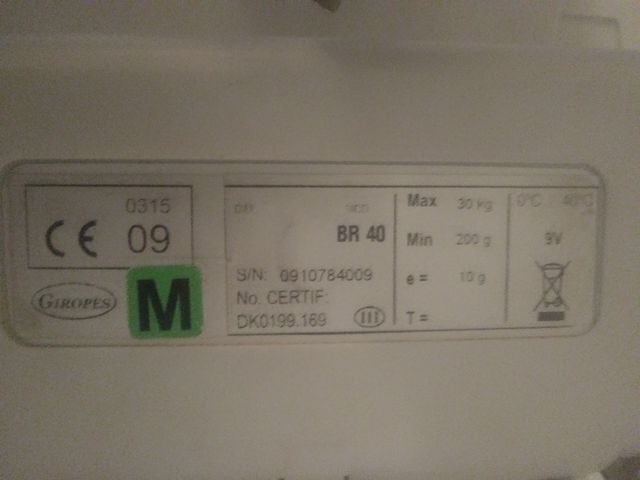 0315
CE 09
GIROPES
M
MOD
BR 40
S/N: 0910784009
No. CERTIF:
DK0199.169 III
Max 30 kg
Min 200 g
e = 10 g
T =
0°C 40°C
9V